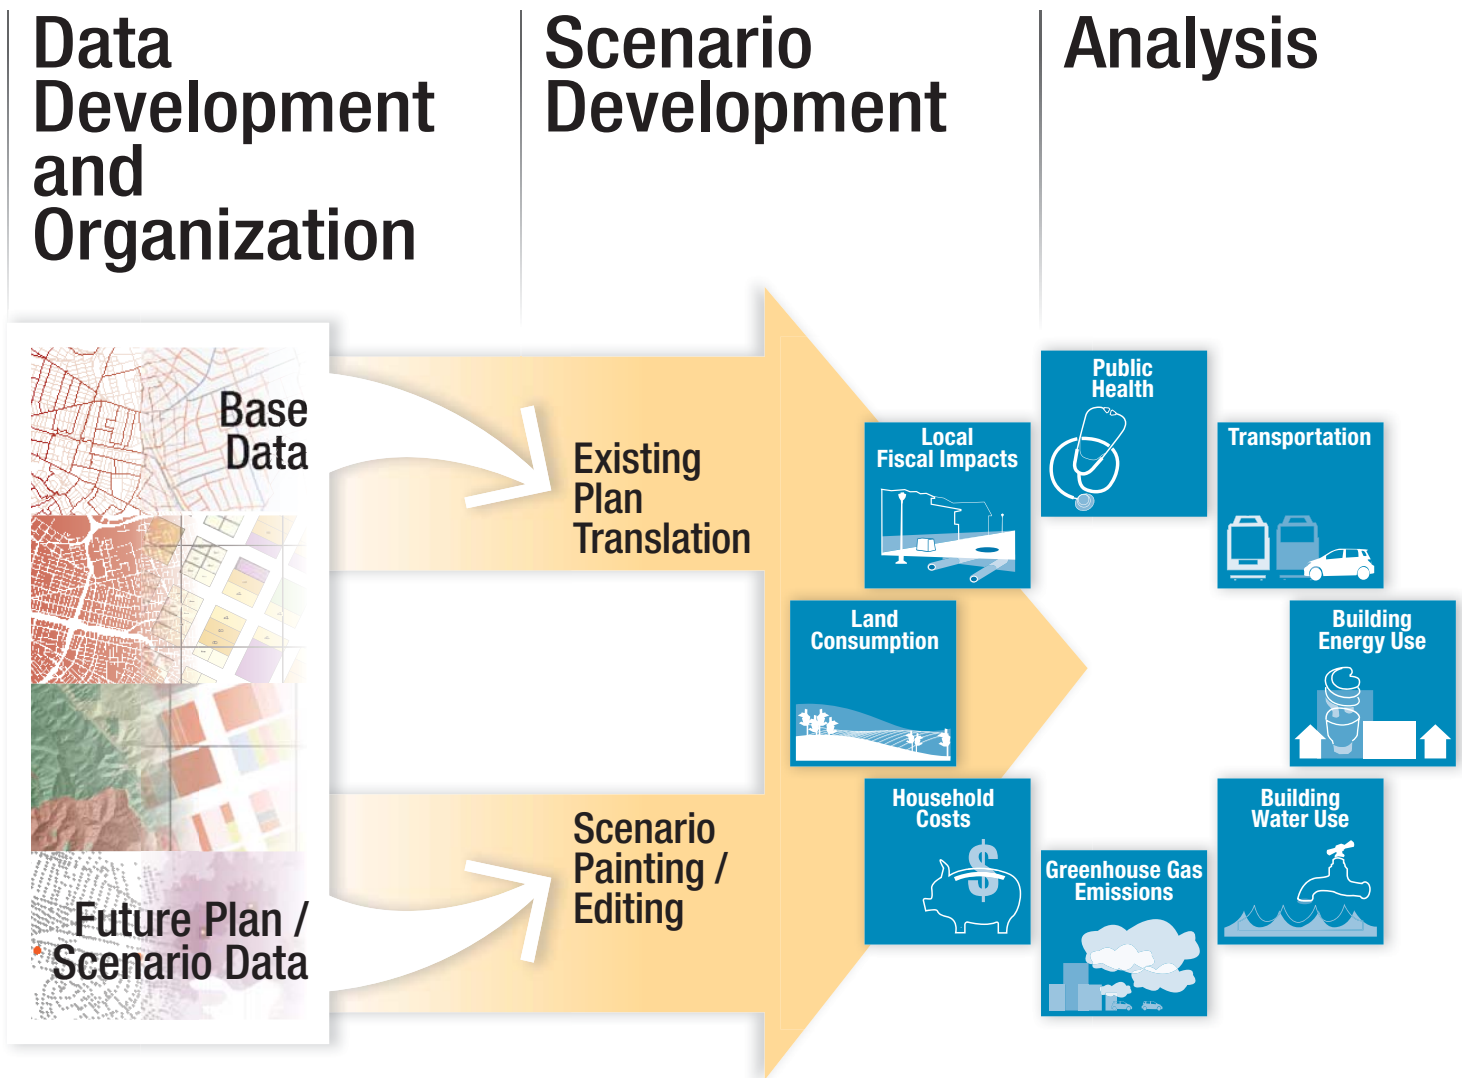 Data
Development
and
Organization
Scenario
Development
Analysis
Base
Data
Future Plan /
Scenario Data
Existing
Plan
Translation
Scenario
Painting /
Editing
Public
Health
Local
Fiscal Impacts
Transportation
Land
Consumption
Building
Energy Use
Household
Costs
$
Building
Water Use
Greenhouse Gas
Emissions